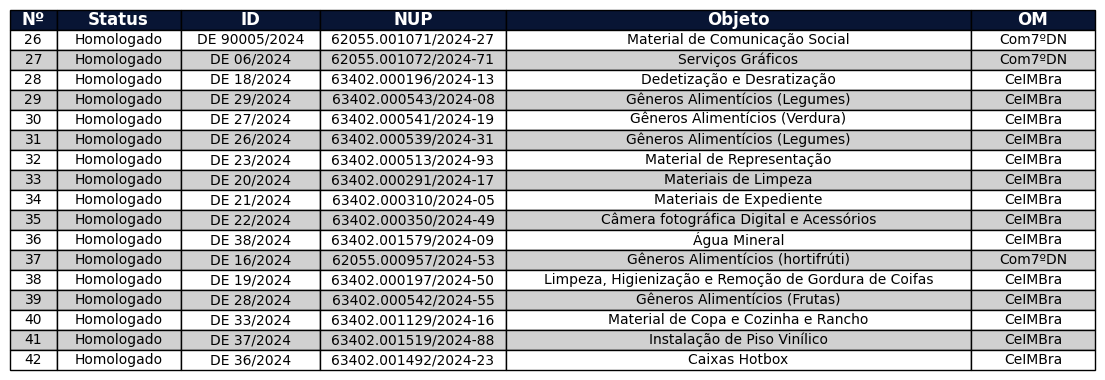 Nº Status ID NUP Objeto OM
26 Homologado DE 90005/2024 62055.001071/2024-27 Material de Comunicação Social Com7ºDN
27 Homologado DE 06/2024 62055.001072/2024-71 Serviços Gráficos Com7ºDN
28 Homologado DE 18/2024 63402.000196/2024-13 Dedetização e Desratização CeIMBra
29 Homologado DE 29/2024 63402.000543/2024-08 Gêneros Alimentícios (Legumes) CeIMBra
30 Homologado DE 27/2024 63402.000541/2024-19 Gêneros Alimentícios (Verdura) CeIMBra
31 Homologado DE 26/2024 63402.000539/2024-31 Gêneros Alimentícios (Legumes) CeIMBra
32 Homologado DE 23/2024 63402.000513/2024-93 Material de Representação CeIMBra
33 Homologado DE 20/2024 63402.000291/2024-17 Materiais de Limpeza CeIMBra
34 Homologado DE 21/2024 63402.000310/2024-05 Materiais de Expediente CeIMBra
35 Homologado DE 22/2024 63402.000350/2024-49 Câmera fotográfica Digital e Acessórios CeIMBra
36 Homologado DE 38/2024 63402.001579/2024-09 Água Mineral CeIMBra
37 Homologado DE 16/2024 62055.000957/2024-53 Gêneros Alimentícios (hortifrúti) Com7ºDN
38 Homologado DE 19/2024 63402.000197/2024-50 Limpeza, Higienização e Remoção de Gordura de Coifas CeIMBra
39 Homologado DE 28/2024 63402.000542/2024-55 Gêneros Alimentícios (Frutas) CeIMBra
40 Homologado DE 33/2024 63402.001129/2024-16 Material de Copa e Cozinha e Rancho CeIMBra
41 Homologado DE 37/2024 63402.001519/2024-88 Instalação de Piso Vinílico CeIMBra
42 Homologado DE 36/2024 63402.001492/2024-23 Caixas Hotbox CeIMBra